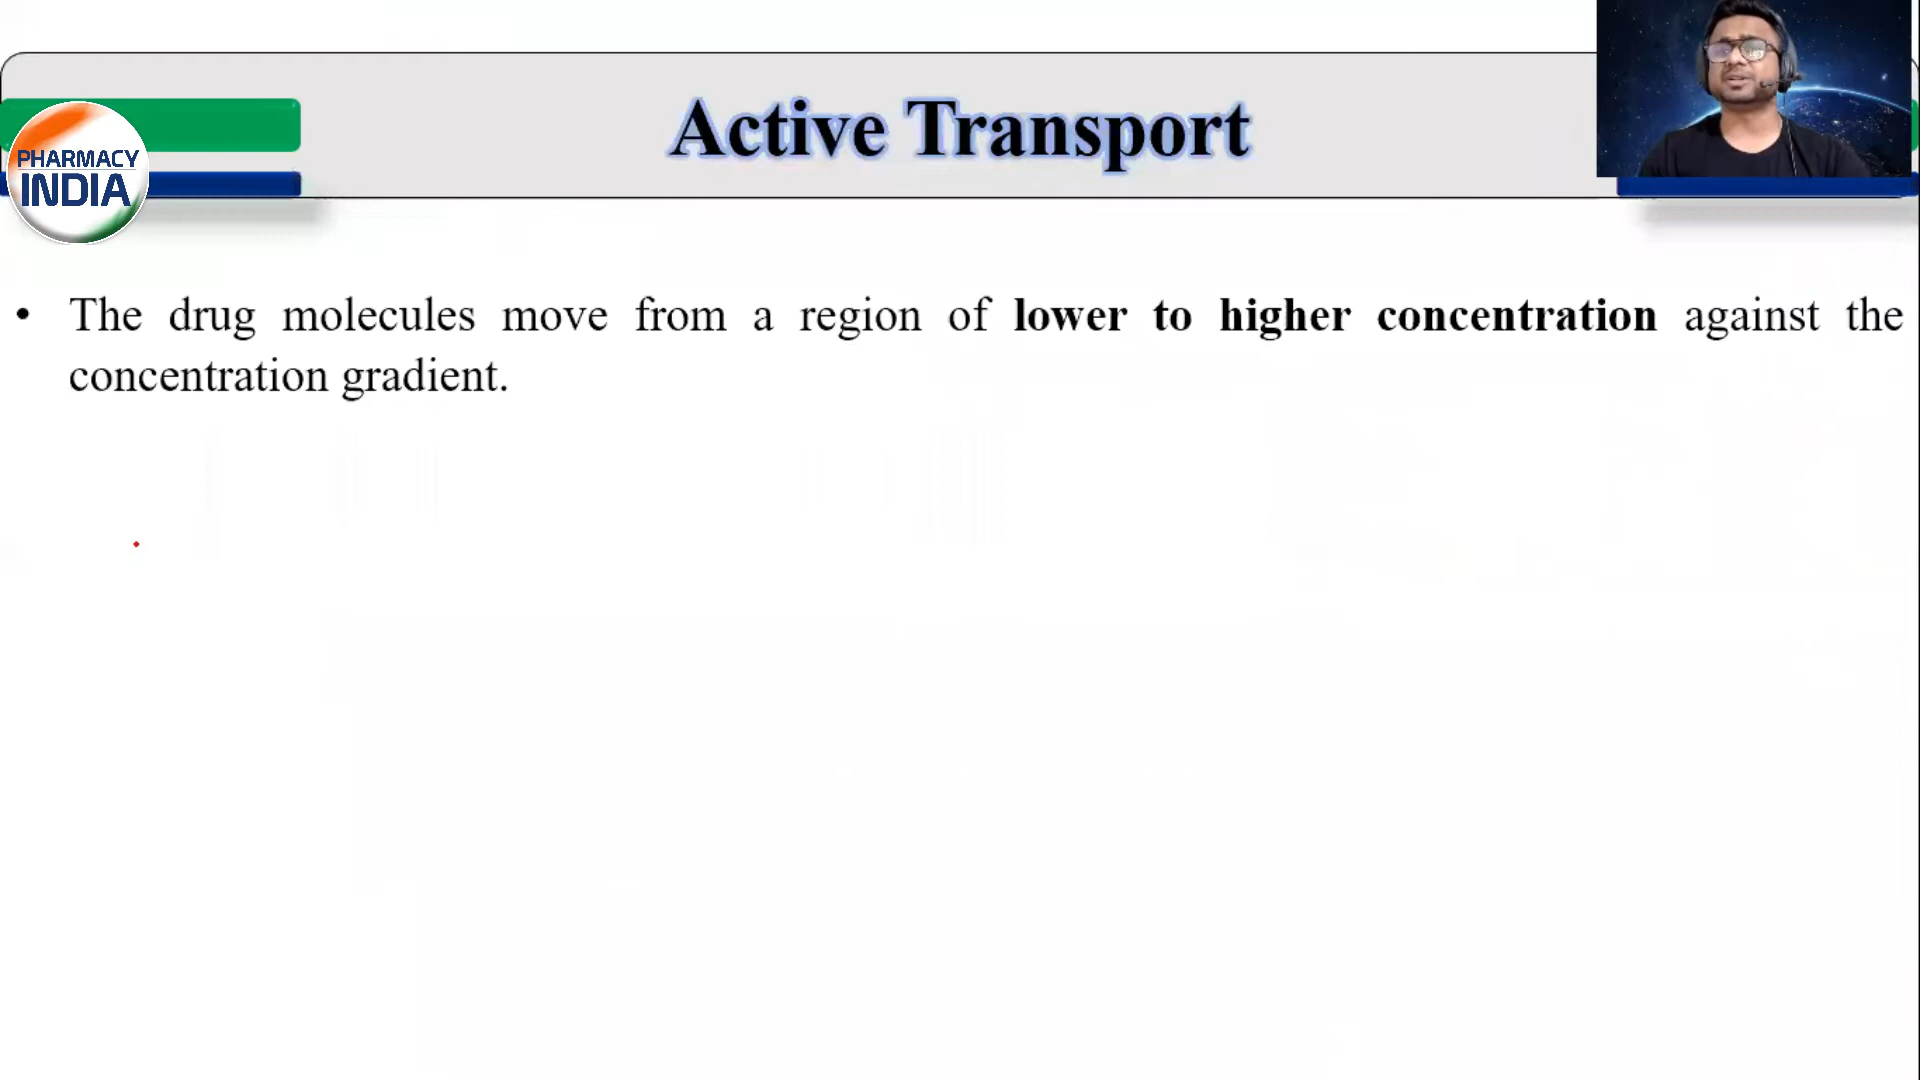 Active Transport
PHARMACY
INDIA
• The drug molecules move from a region of lower to higher concentration against the
concentration gradient.